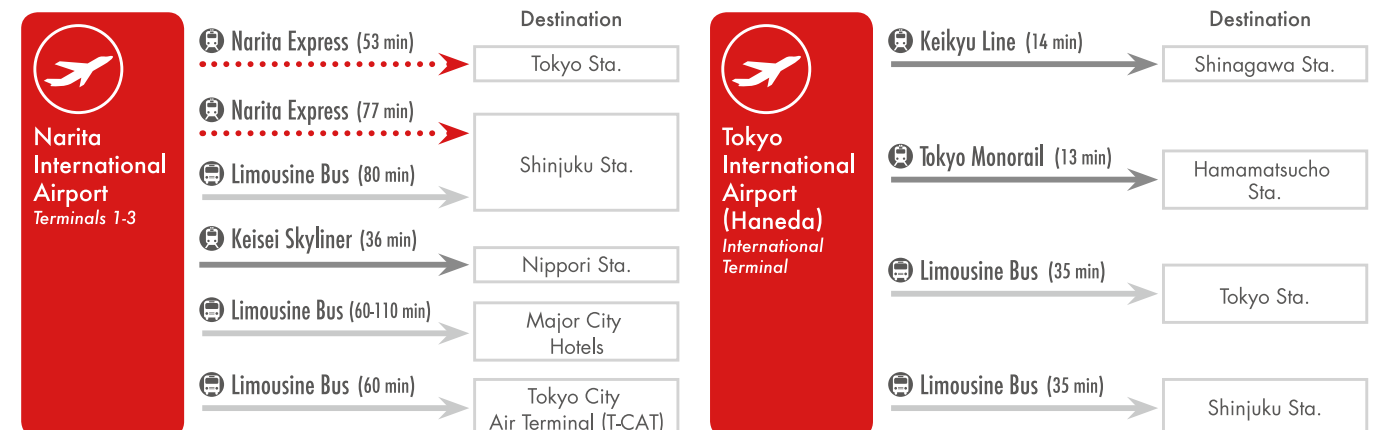 Narita
International
Airport
Terminals 1-3
Destination
Narita Express (53 min)
Tokyo Sta.
Narita Express (77 min)
Shinjuku Sta.
Limousine Bus (80 min)
Keisei Skyliner (36 min)
Nippori Sta.
Limousine Bus (60-110 min)
Major City
Hotels
Limousine Bus (60 min)
Tokyo City
Air Terminal (T-CAT)
Tokyo
International
Airport
(Haneda)
International
Terminal
Destination
Keikyu Line (14 min)
Shinagawa Sta.
Tokyo Monorail (13 min)
Hamamatsucho
Sta.
Limousine Bus (35 min)
Tokyo Sta.
Limousine Bus (35 min)
Shinjuku Sta.